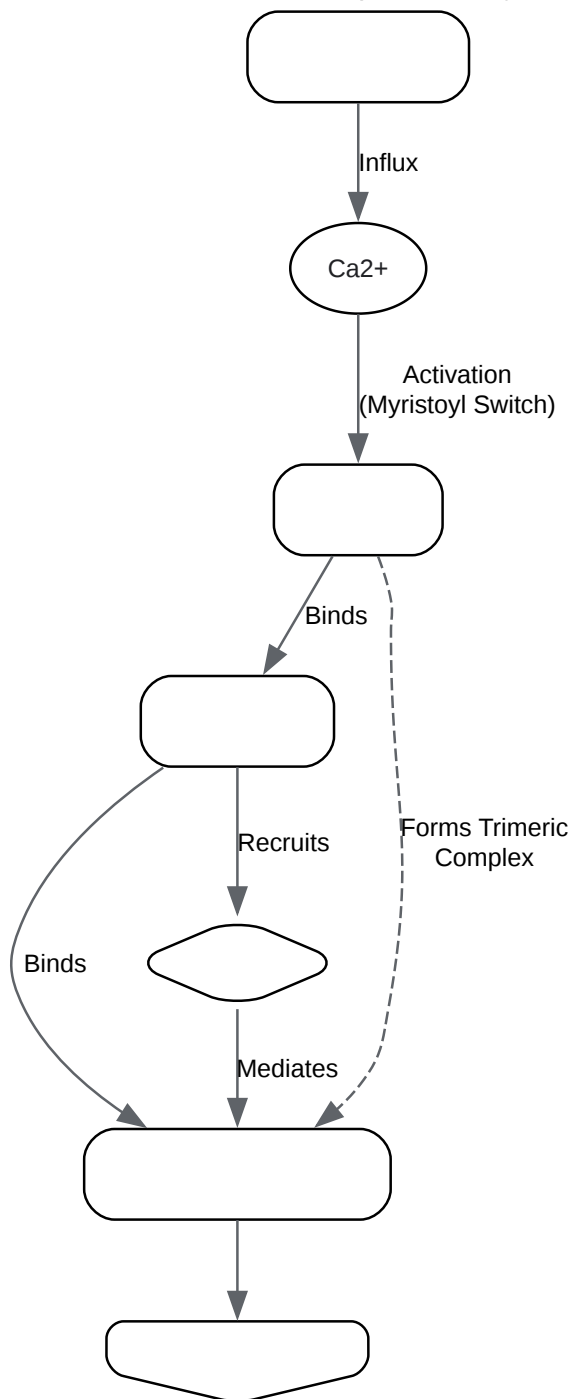 Influx
Ca2+
Activation
(Myristoyl Switch)
Binds
Forms Trimeric
Complex
Recruits
Binds
Mediates